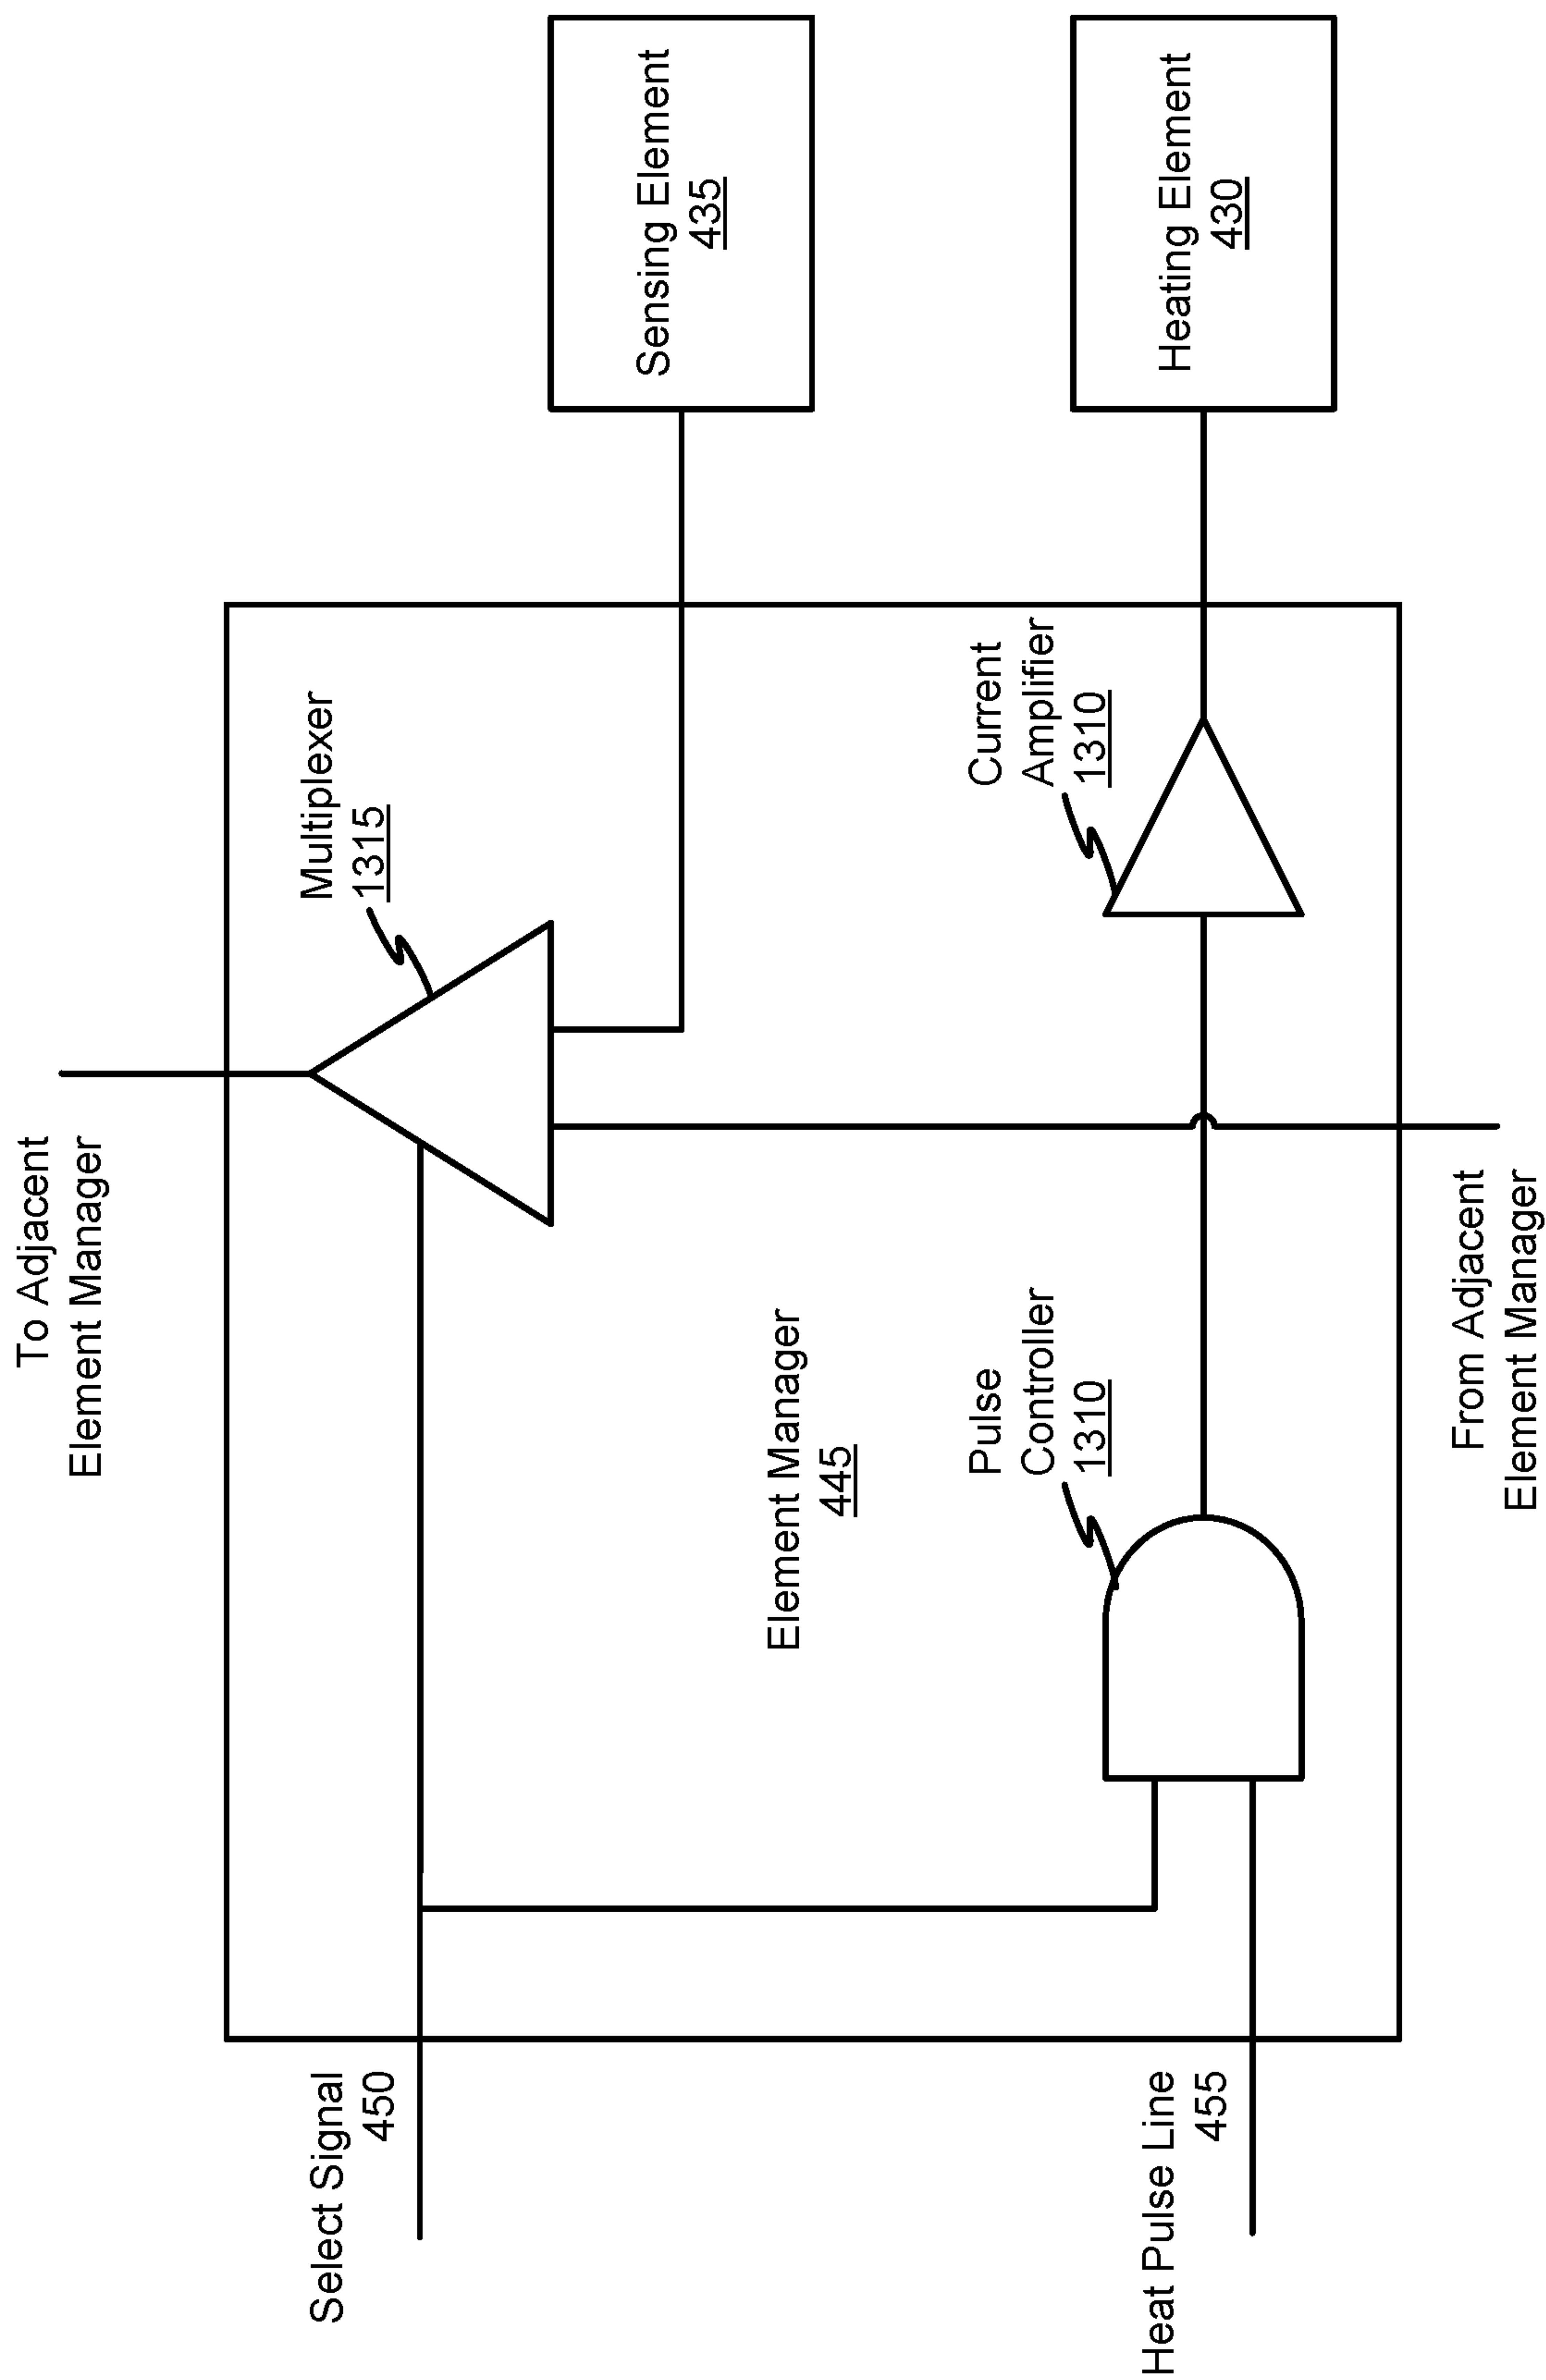 To Adjacent
Element Manager
Select Signal
450
Multiplexer
1315
Sensing Element
435
Element Manager
445
Pulse
Controller
1310
Current
Amplifier
1310
Heat Pulse Line
455
Heating Element
430
From Adjacent
Element Manager